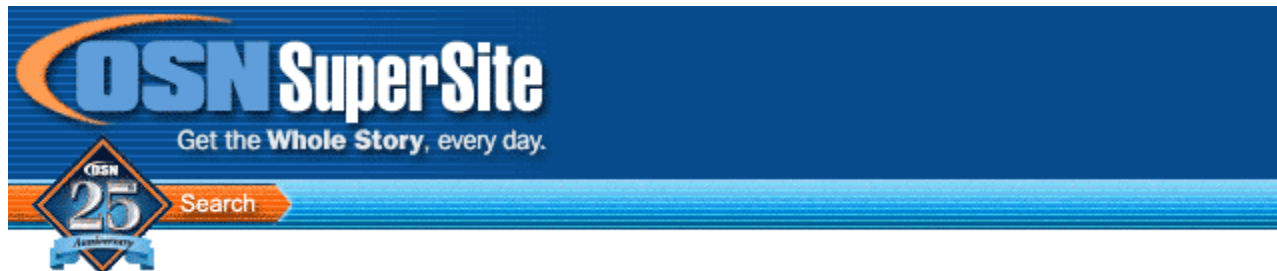 OSN SuperSite
Get the Whole Story, every day.
OSN
25
Search
Anniversary